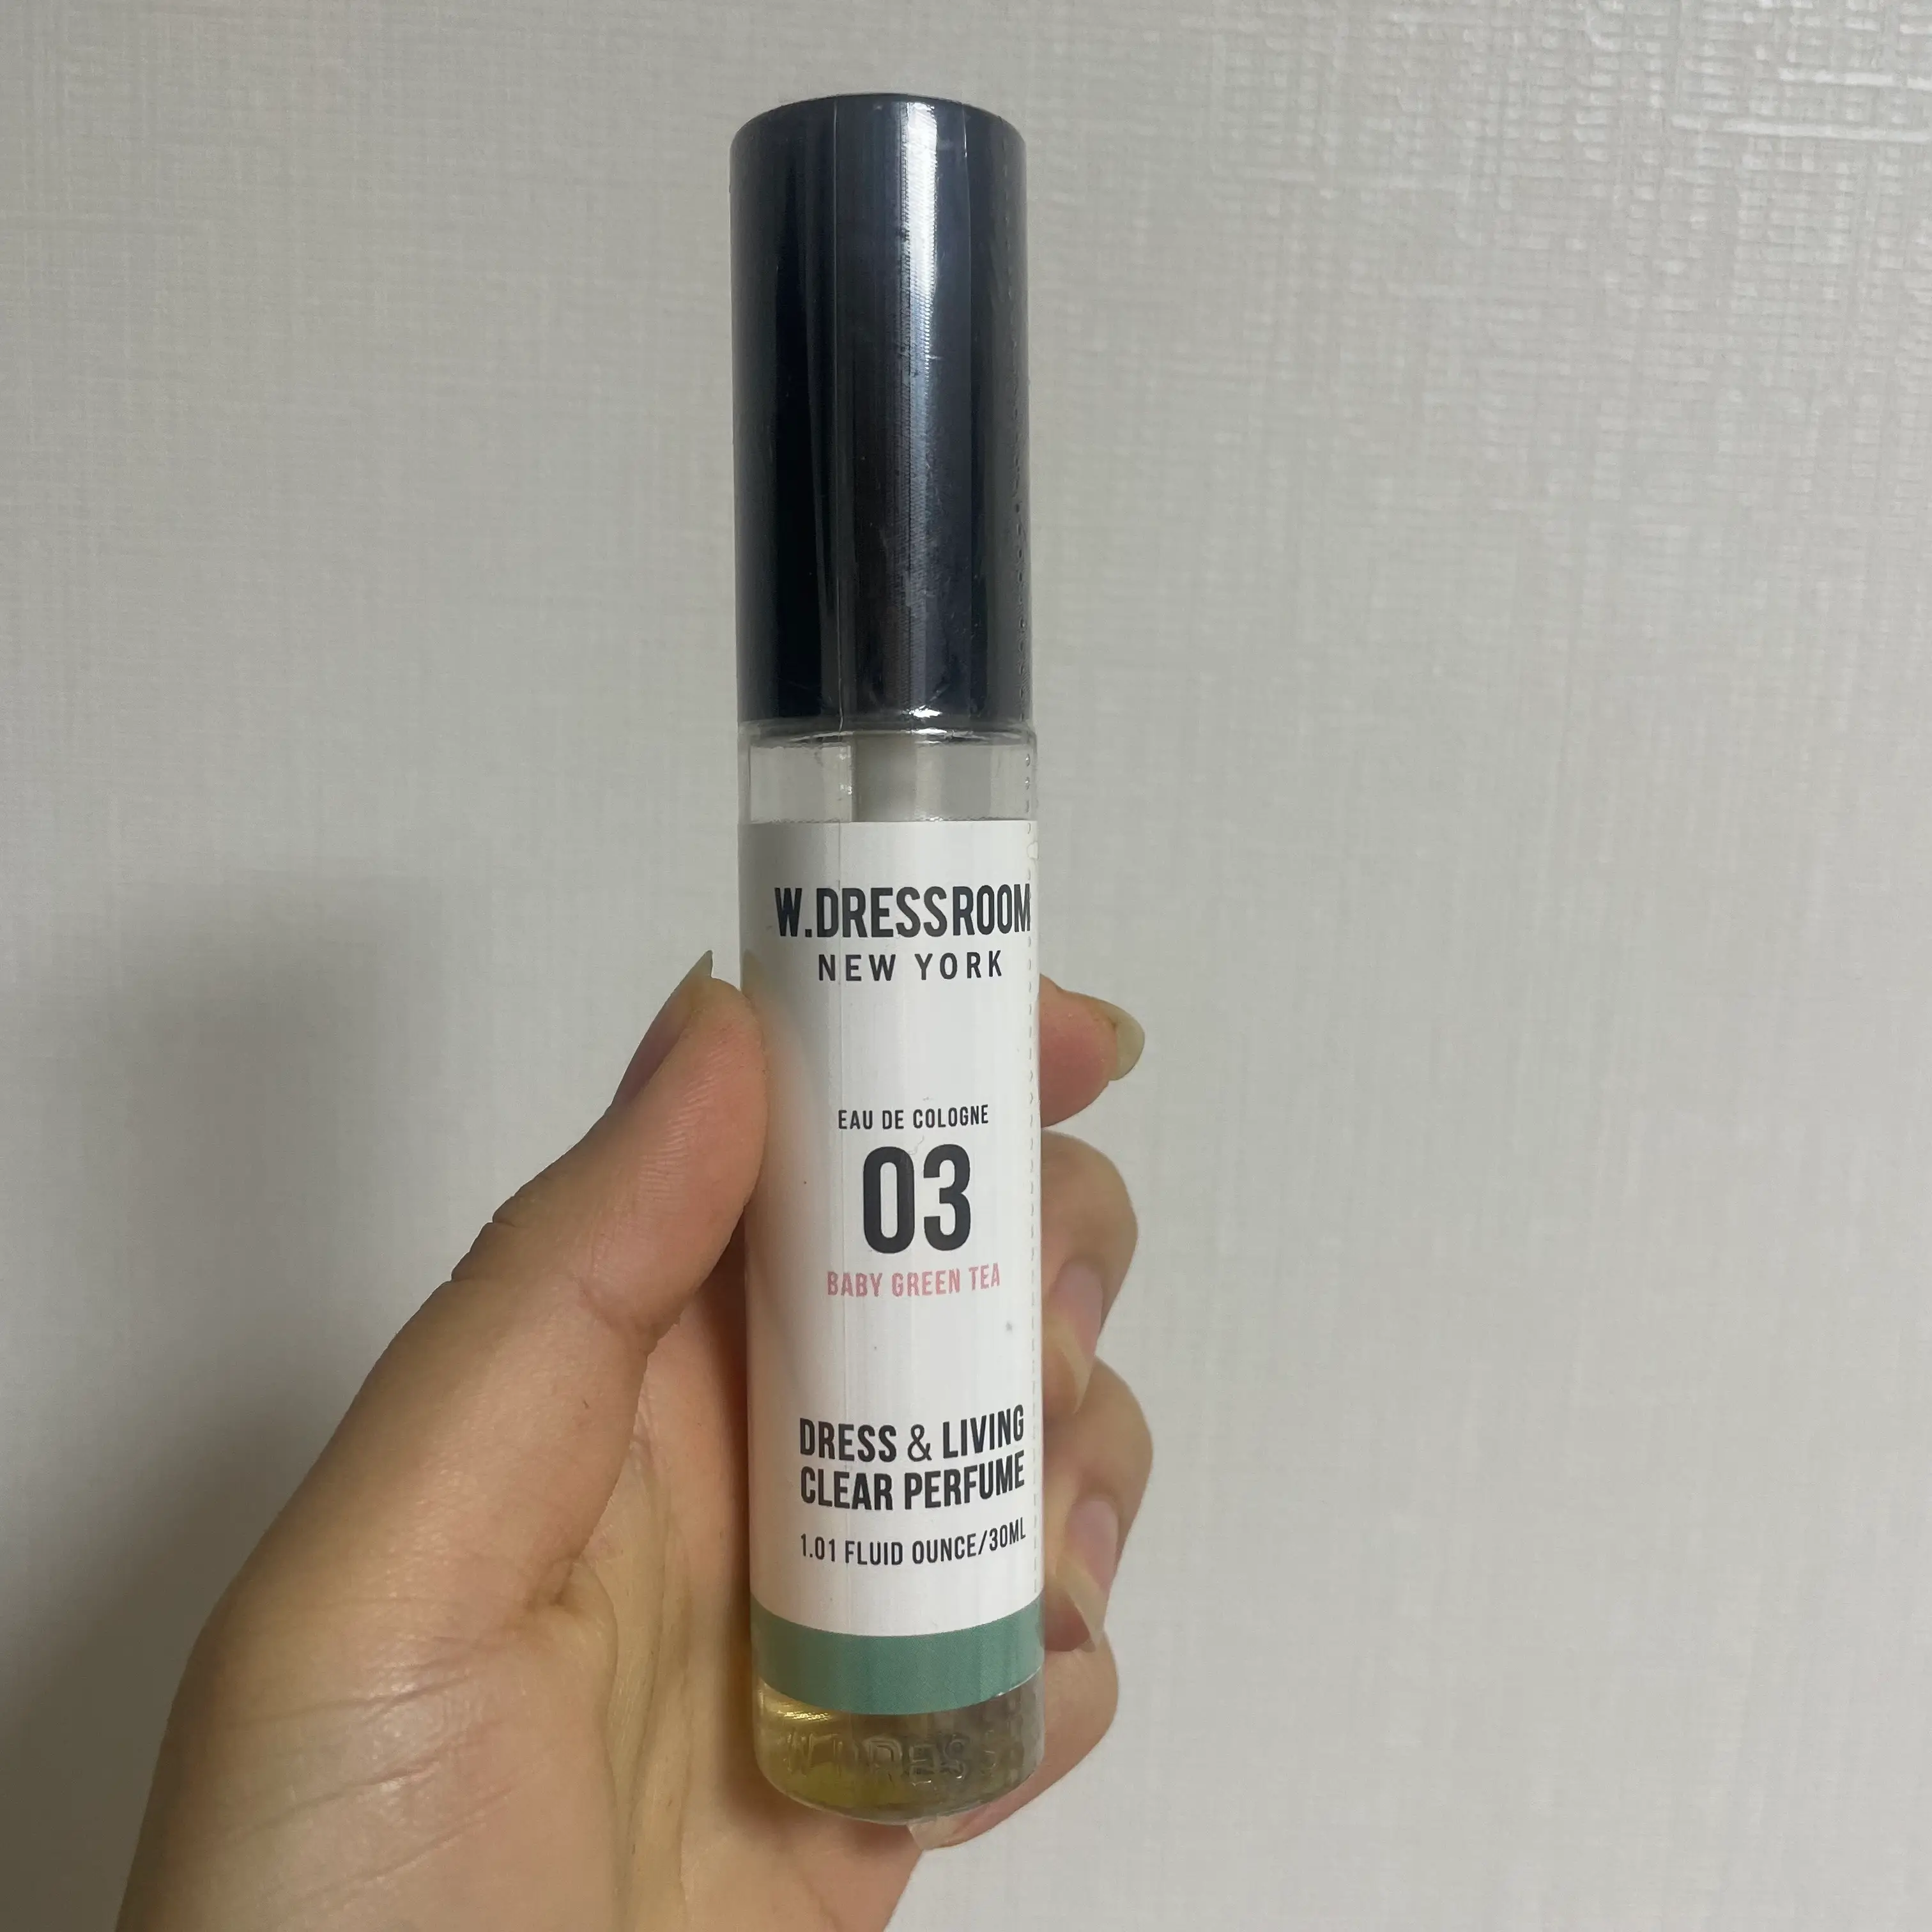 W.DRESSROOM
NEW YORK
EAU DE COLOGNE
03
BABY GREEN TEA
DRESS & LIVING
CLEAR PERFUME
1.01 FLUID OUNCE/30ML
W.DRESS